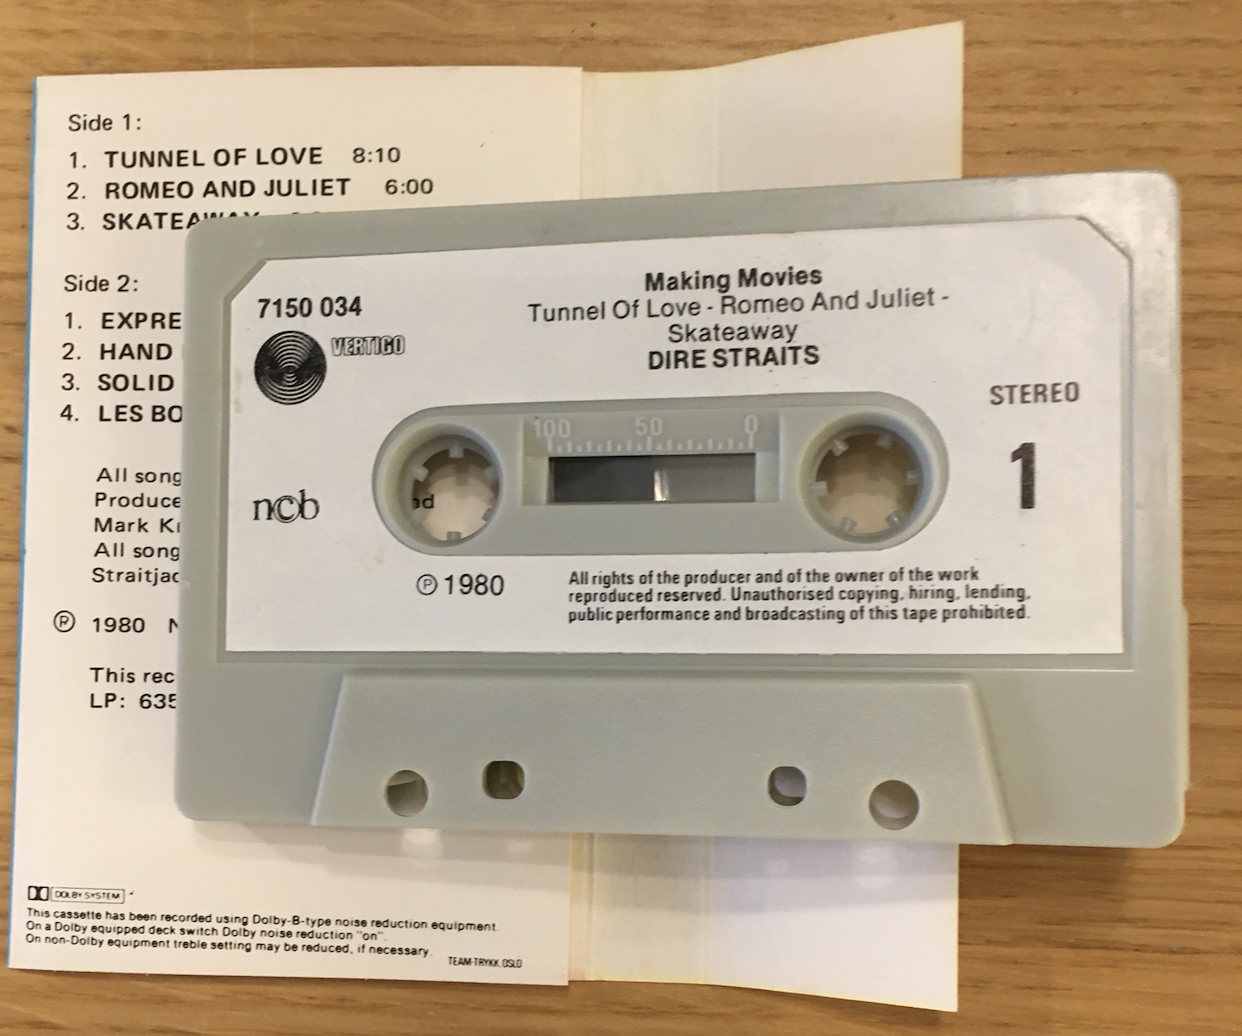 Side 1:
1. TUNNEL OF LOVE 8:10
2. ROMEO AND JULIET 6:00
3. SKATEAWAY
Side 2:
1. EXPRE
2. HAND
3. SOLID
4. LES BO
All song
Produce
Mark Kn
All song
Straitjac
℗ 1980
This rec
LP: 635
DOLBY SYSTEM
This cassette has been recorded using Dolby-B-type noise reduction equipment.
On a Dolby equipped deck switch Dolby noise reduction "on".
On non-Dolby equipment treble setting may be reduced, if necessary.
TEAM-TRYKK, OSLO
7150 034
VERTIGO
Making Movies
Tunnel Of Love - Romeo And Juliet -
Skateaway
DIRE STRAITS
STEREO
1
100 50 0
ncb
℗ 1980
All rights of the producer and of the owner of the work
reproduced reserved. Unauthorised copying, hiring, lending,
public performance and broadcasting of this tape prohibited.